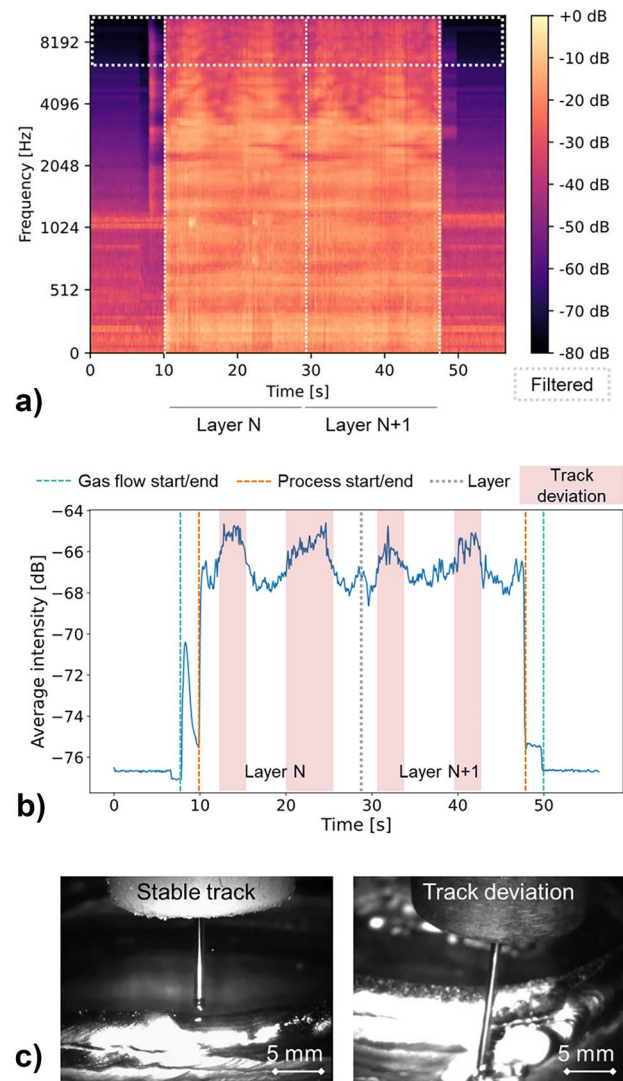 8192
4096
2048
1024
512
0
Frequency [Hz]
0
10
20
30
40
50
Time [s]
Layer N
Layer N+1
+0 dB
-10 dB
-20 dB
-30 dB
-40 dB
-50 dB
-60 dB
-70 dB
-80 dB
Filtered
a)
Gas flow start/end
Process start/end
Layer
Track
deviation
−64
−66
−68
−70
−72
−74
−76
Average intensity [dB]
Layer N
Layer N+1
0
10
20
30
40
50
Time [s]
b)
Stable track
5 mm
Track deviation
5 mm
c)